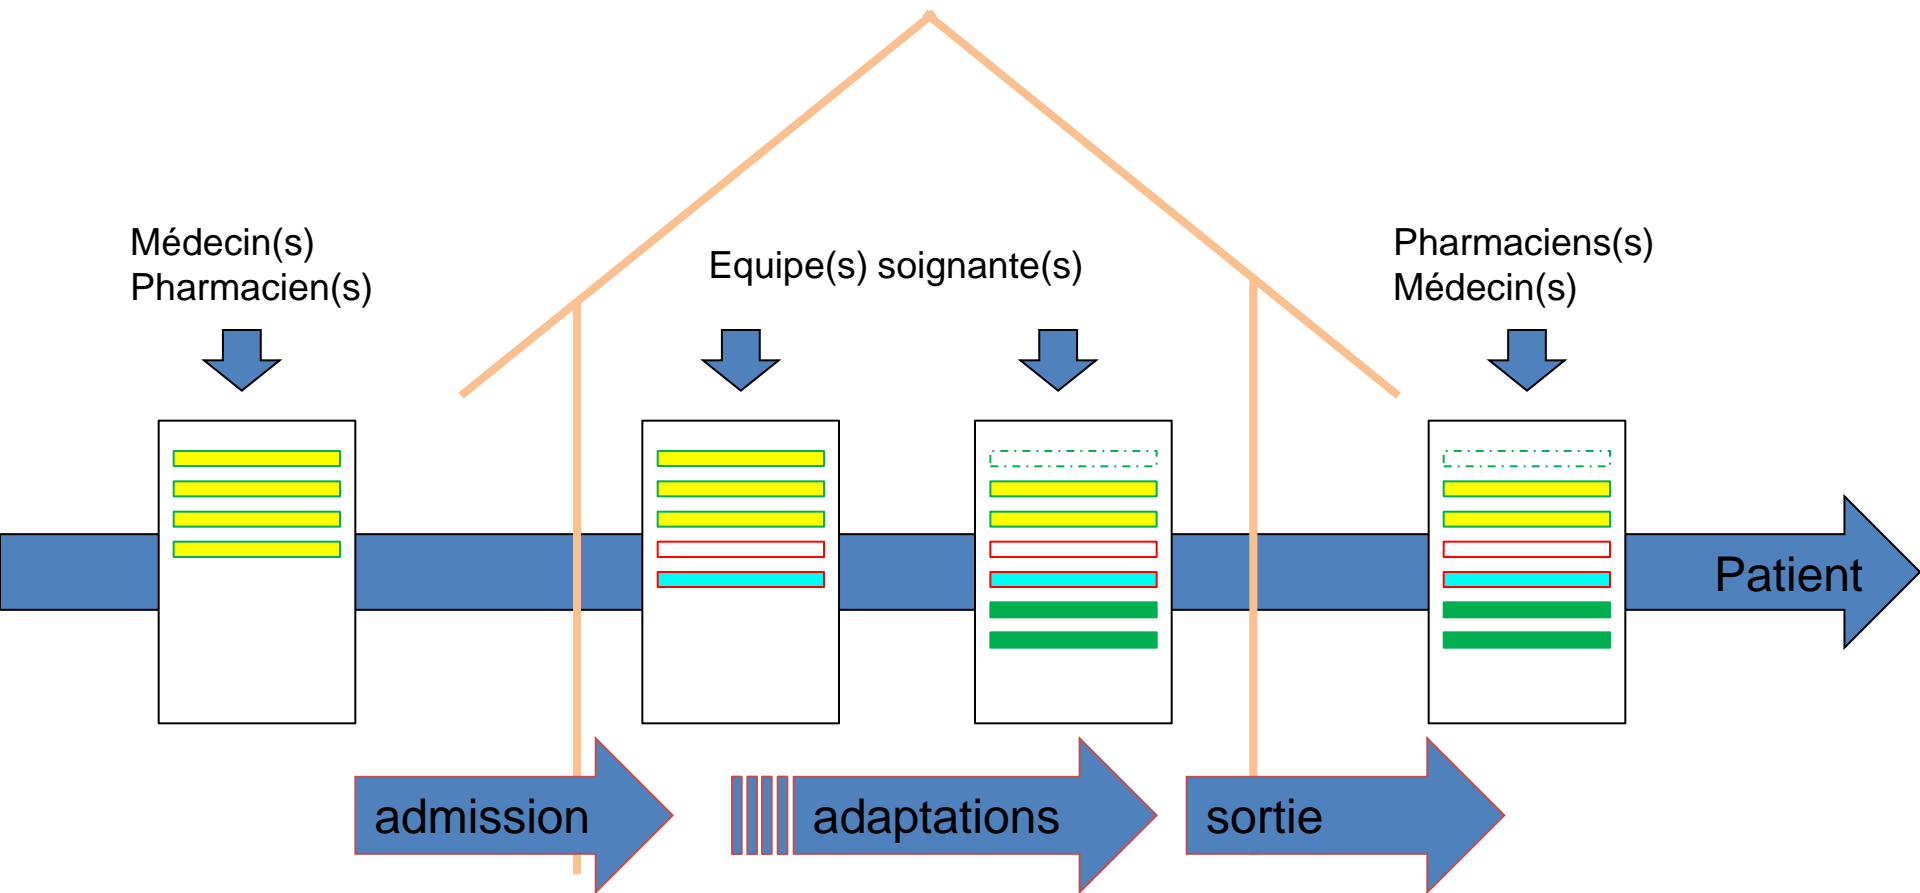 Médecin(s)
Pharmacien(s)
Equipe(s) soignante(s)
Pharmaciens(s)
Médecin(s)
Patient
admission
adaptations
sortie